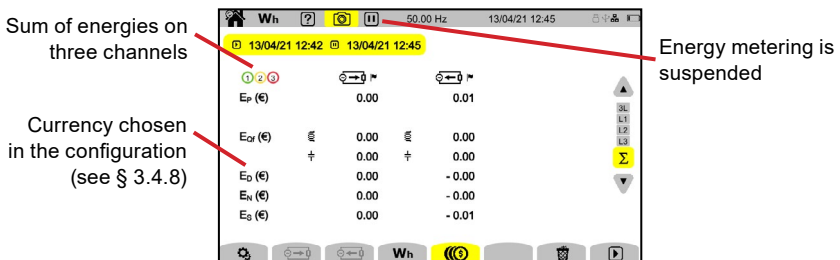 Sum of energies on
three channels
Wh ? 50.00 Hz 13/04/21 12:45
13/04/21 12:42 13/04/21 12:45
Energy metering is
suspended
1 2 3
EP (€) 0.00 0.01
Currency chosen
in the configuration
(see § 3.4.8)
EQf (€) 0.00 0.00
0.00 0.00
ED (€) 0.00 - 0.00
EN (€) 0.00 - 0.00
ES (€) 0.00 - 0.01
3L
L1
L2
L3
Σ
Wh $